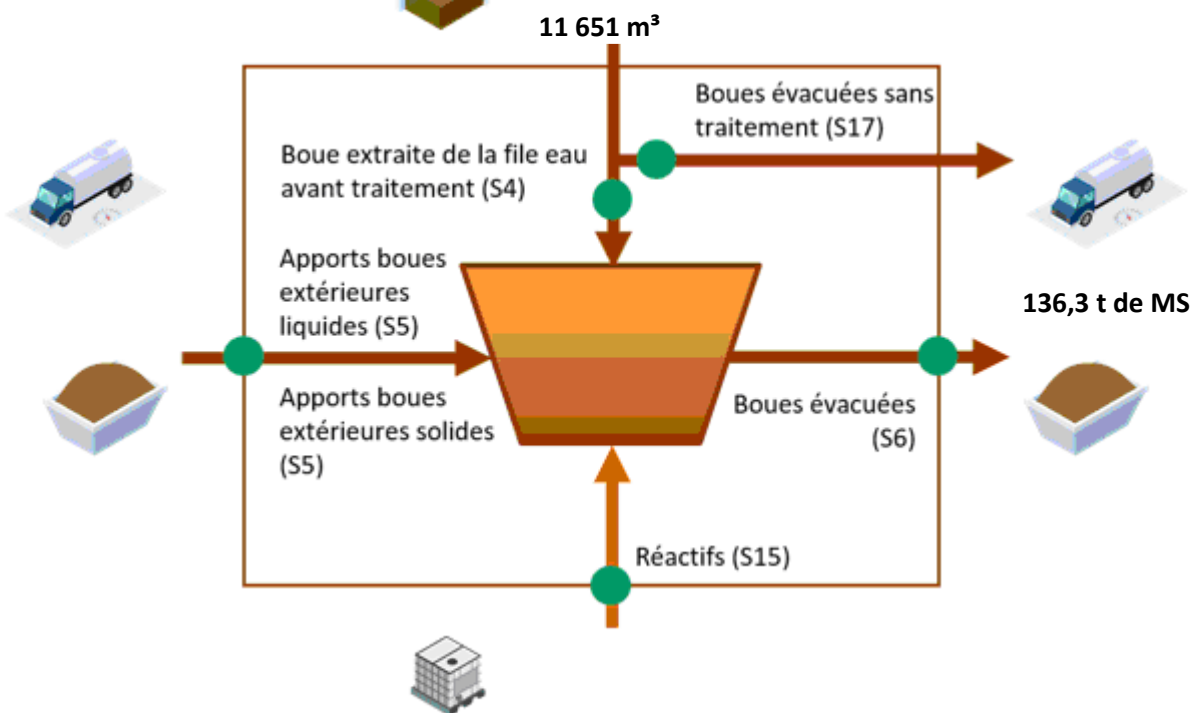 11 651 m³
Boues évacuées sans
traitement (S17)
Boue extraite de la file eau
avant traitement (S4)
Apports boues
extérieures
liquides (S5)
136,3 t de MS
Apports boues
extérieures solides
(S5)
Boues évacuées
(S6)
Réactifs (S15)